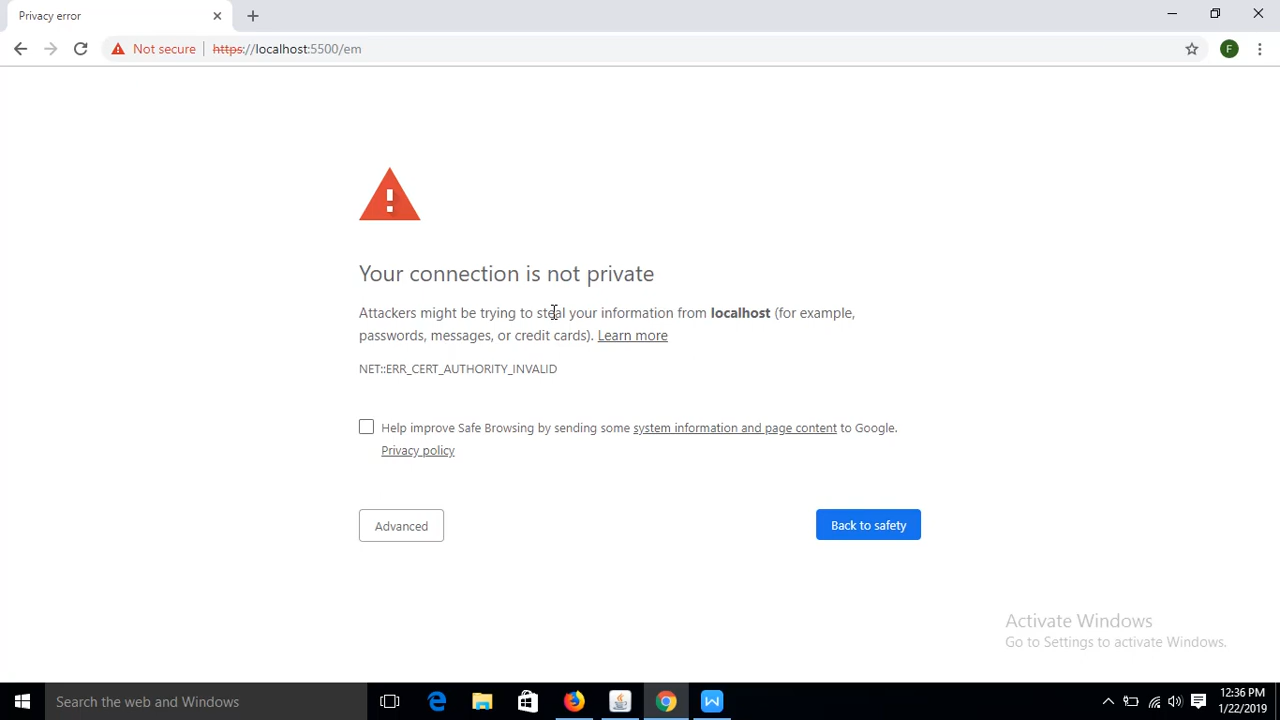 Privacy error
Not secure https://localhost:5500/em
F
Your connection is not private
Attackers might be trying to steal your information from localhost (for example,
passwords, messages, or credit cards). Learn more
NET::ERR_CERT_AUTHORITY_INVALID
Help improve Safe Browsing by sending some system information and page content to Google.
Privacy policy
Advanced
Back to safety
Activate Windows
Go to Settings to activate Windows.
Search the web and Windows
12:36 PM
1/22/2019